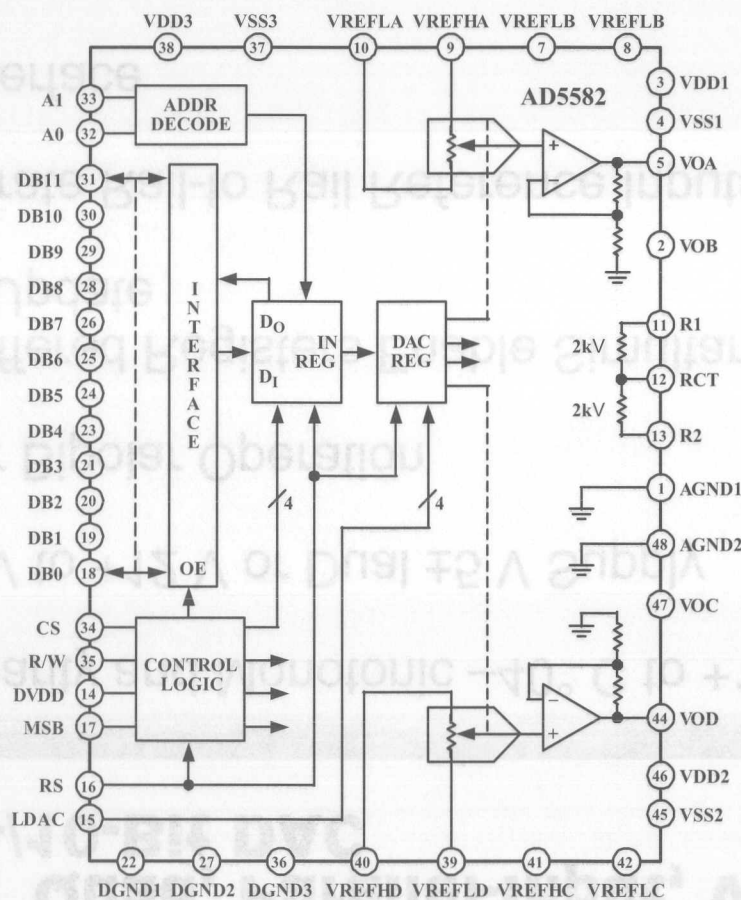 VDD3 VSS3 VREFLA VREFHA VREFLB VREFLB
38 37 10 9 7 8
AD5582
A1 33
A0 32
ADDR DECODE
DB11 31
DB10 30
DB9 29
DB8 28
DB7 26
DB6 25
DB5 24
DB4 23
DB3 21
DB2 20
DB1 19
DB0 18
INTERFACE
OE
DO
DI
IN REG
DAC REG
4
4
CS 34
R/W 35
DVDD 14
MSB 17
CONTROL LOGIC
RS 16
LDAC 15
+
−
−
+
3 VDD1
4 VSS1
5 VOA
2 VOB
11 R1
2kV
12 RCT
2kV
13 R2
1 AGND1
48 AGND2
47 VOC
44 VOD
46 VDD2
45 VSS2
22 27 36 40 39 41 42
DGND1 DGND2 DGND3 VREFHD VREFLD VREFHC VREFLC